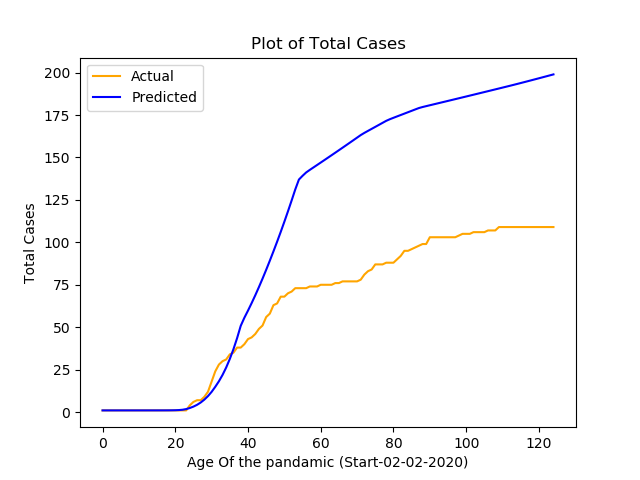 Plot of Total Cases
Actual
Predicted
200
175
150
125
100
75
50
25
0
Total Cases
0 20 40 60 80 100 120
Age Of the pandamic (Start-02-02-2020)